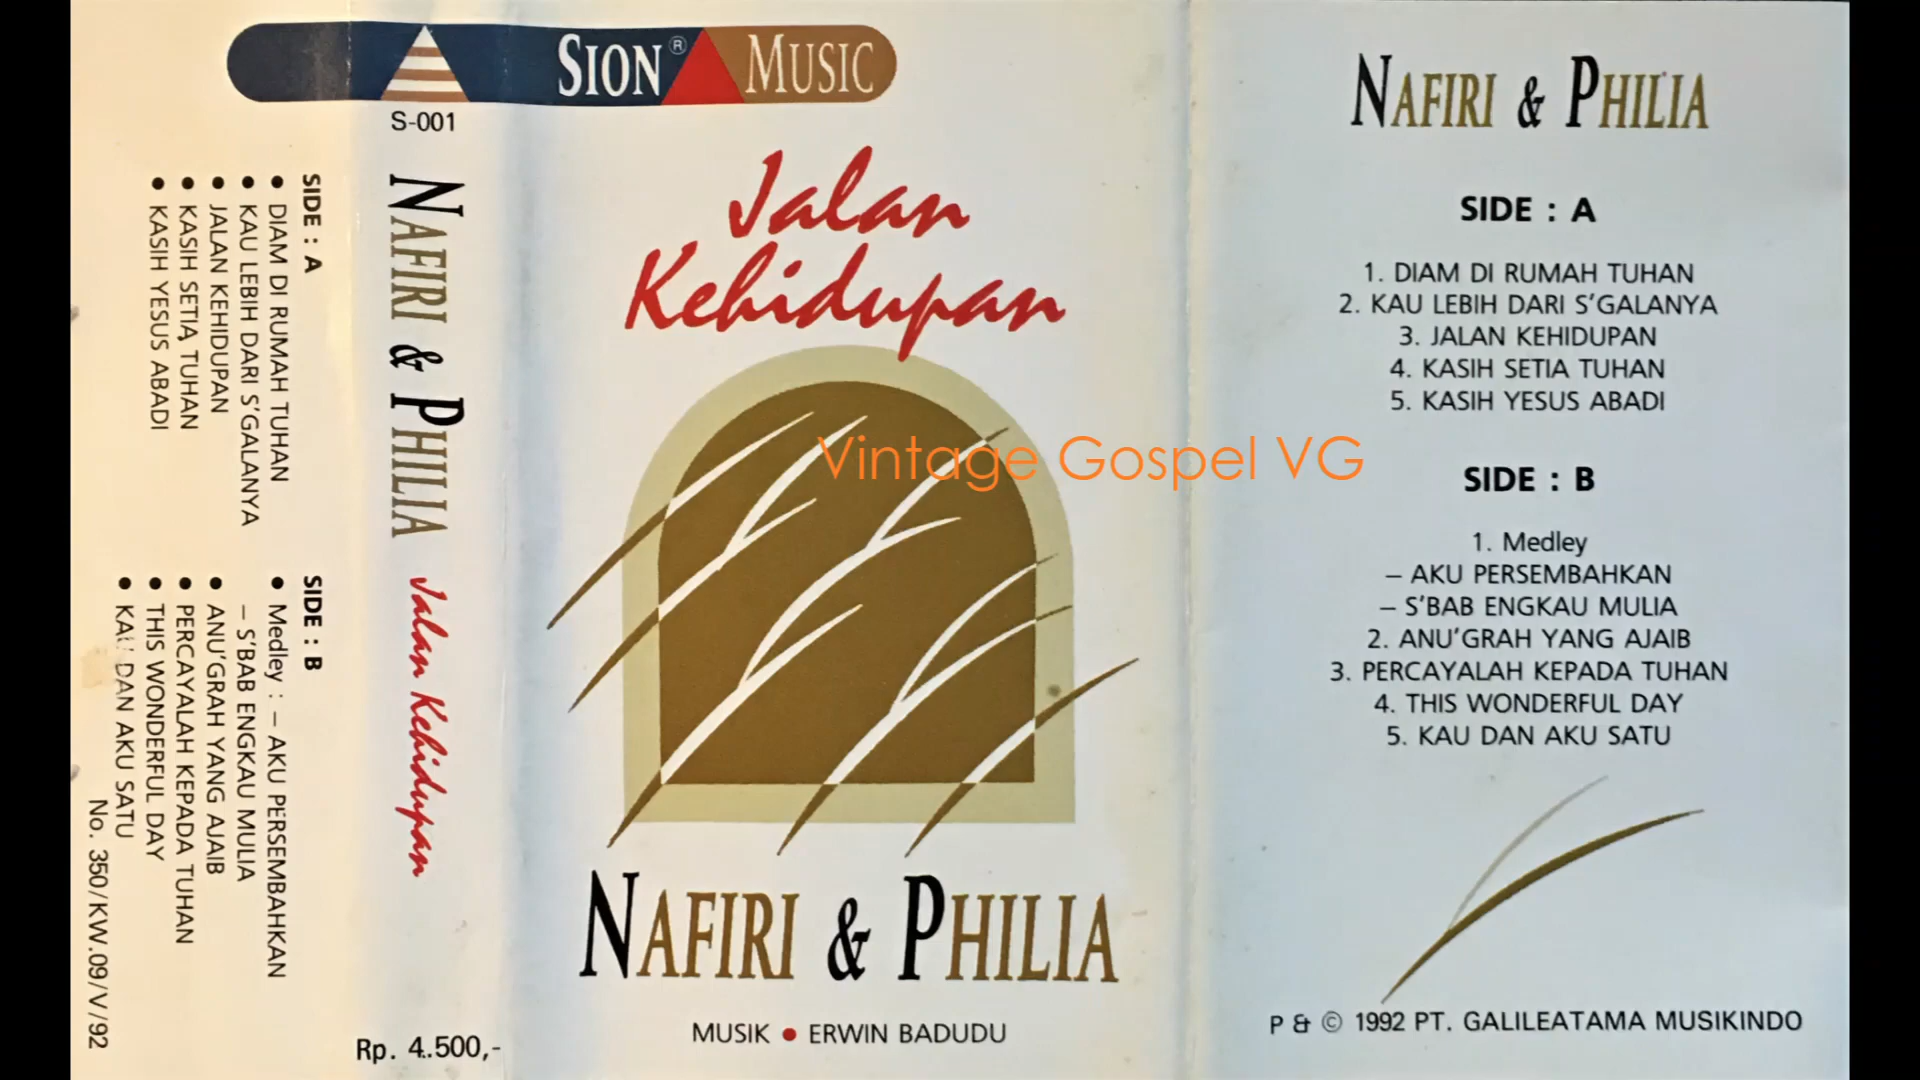 SION® MUSIC
SIDE : A
• DIAM DI RUMAH TUHAN
• KAU LEBIH DARI S'GALANYA
• JALAN KEHIDUPAN
• KASIH SETIA TUHAN
• KASIH YESUS ABADI
SIDE : B
• Medley : – AKU PERSEMBAHKAN
– S'BAB ENGKAU MULIA
• ANU'GRAH YANG AJAIB
• PERCAYALAH KEPADA TUHAN
• THIS WONDERFUL DAY
• KAU DAN AKU SATU
No. 350/KW.09/V/92
S-001
NAFIRI & PHILIA Jalan Kehidupan
Rp. 4.500,-
Jalan
Kehidupan
Vintage Gospel VG
NAFIRI & PHILIA
MUSIK • ERWIN BADUDU
NAFIRI & PHILIA
SIDE : A
1. DIAM DI RUMAH TUHAN
2. KAU LEBIH DARI S'GALANYA
3. JALAN KEHIDUPAN
4. KASIH SETIA TUHAN
5. KASIH YESUS ABADI
SIDE : B
1. Medley
– AKU PERSEMBAHKAN
– S'BAB ENGKAU MULIA
2. ANU'GRAH YANG AJAIB
3. PERCAYALAH KEPADA TUHAN
4. THIS WONDERFUL DAY
5. KAU DAN AKU SATU
P & © 1992 PT. GALILEATAMA MUSIKINDO